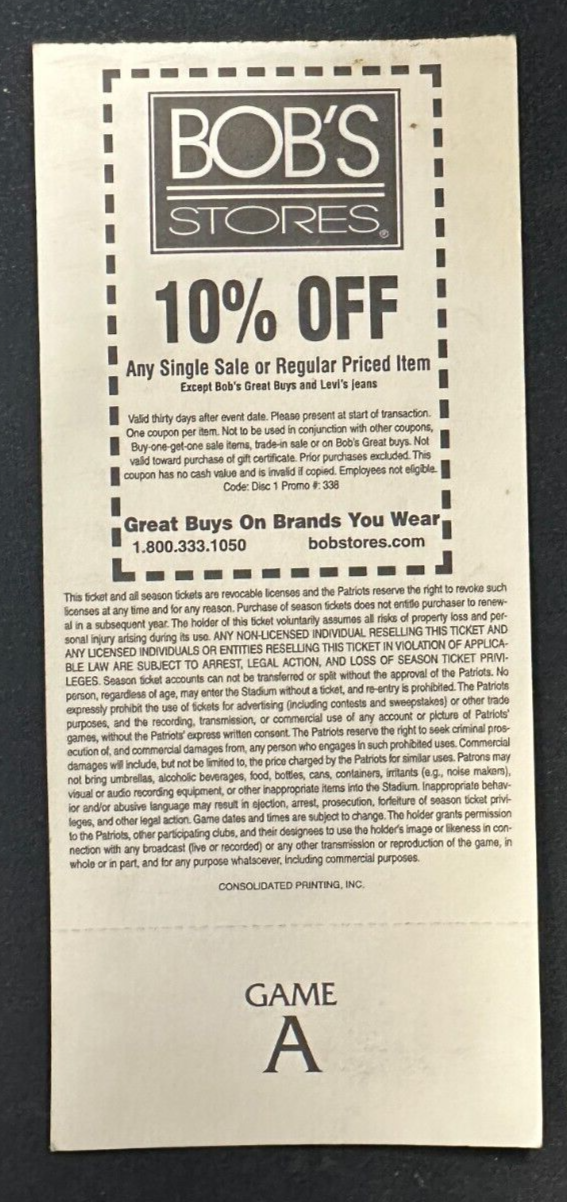 BOB'S
STORES®
10% OFF
Any Single Sale or Regular Priced Item
Except Bob's Great Buys and Levi's Jeans
Valid thirty days after event date. Please present at start of transaction.
One coupon per item. Not to be used in conjunction with other coupons,
Buy-one-get-one sale items, trade-in sale or on Bob's Great buys. Not
valid toward purchase of gift certificate. Prior purchases excluded. This
coupon has no cash value and is invalid if copied. Employees not eligible.
Code: Disc 1 Promo #: 338
Great Buys On Brands You Wear
1.800.333.1050 bobstores.com
This ticket and all season tickets are revocable licenses and the Patriots reserve the right to revoke such
licenses at any time and for any reason. Purchase of season tickets does not entitle purchaser to renew-
al in a subsequent year. The holder of this ticket voluntarily assumes all risks of property loss and per-
sonal injury arising during its use. ANY NON-LICENSED INDIVIDUAL RESELLING THIS TICKET AND
ANY LICENSED INDIVIDUALS OR ENTITIES RESELLING THIS TICKET IN VIOLATION OF APPLICA-
BLE LAW ARE SUBJECT TO ARREST, LEGAL ACTION, AND LOSS OF SEASON TICKET PRIVI-
LEGES. Season ticket accounts can not be transferred or split without the approval of the Patriots. No
person, regardless of age, may enter the Stadium without a ticket, and re-entry is prohibited. The Patriots
expressly prohibit the use of tickets for advertising (including contests and sweepstakes) or other trade
purposes, and the recording, transmission, or commercial use of any account or picture of Patriots'
games, without the Patriots' express written consent. The Patriots reserve the right to seek criminal pros-
ecution of, and commercial damages from, any person who engages in such prohibited uses. Commercial
damages will include, but not be limited to, the price charged by the Patriots for similar uses. Patrons may
not bring umbrellas, alcoholic beverages, food, bottles, cans, containers, irritants (e.g., noise makers),
visual or audio recording equipment, or other inappropriate items into the Stadium. Inappropriate behav-
ior and/or abusive language may result in ejection, arrest, prosecution, forfeiture of season ticket privi-
leges, and other legal action. Game dates and times are subject to change. The holder grants permission
to the Patriots, other participating clubs, and their designees to use the holder's image or likeness in con-
nection with any broadcast (live or recorded) or any other transmission or reproduction of the game, in
whole or in part, and for any purpose whatsoever, including commercial purposes.
CONSOLIDATED PRINTING, INC.
GAME
A